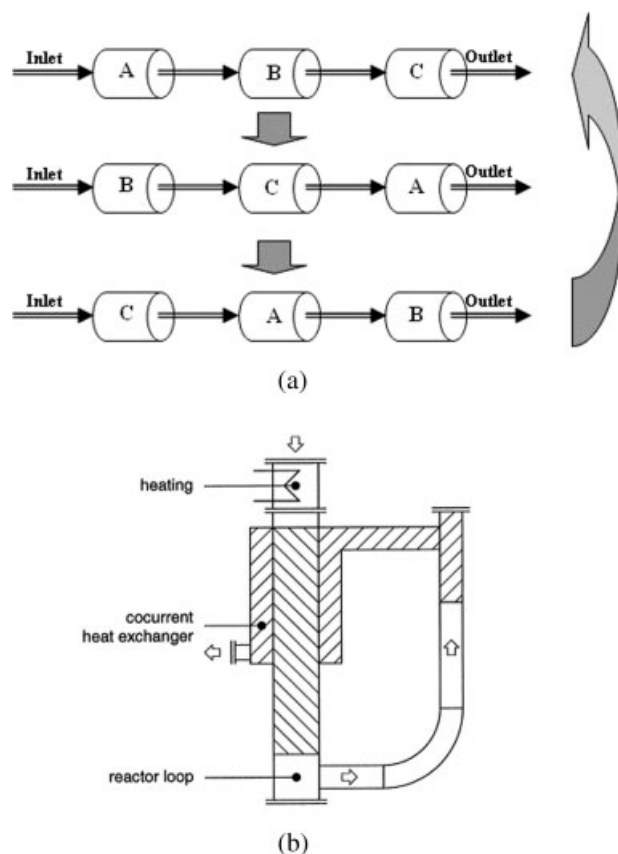 Inlet A B C Outlet
Inlet B C A Outlet
Inlet C A B Outlet
(a)
heating
cocurrent
heat exchanger
reactor loop
(b)